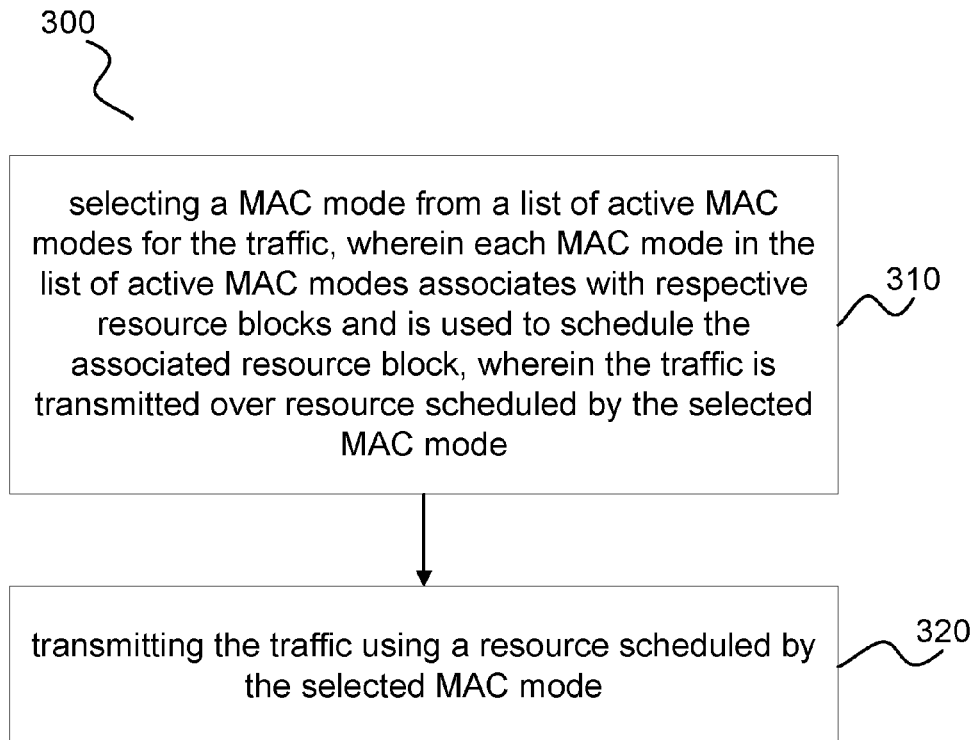 300
selecting a MAC mode from a list of active MAC
modes for the traffic, wherein each MAC mode in the
list of active MAC modes associates with respective
resource blocks and is used to schedule the
associated resource block, wherein the traffic is
transmitted over resource scheduled by the selected
MAC mode
310
transmitting the traffic using a resource scheduled by
the selected MAC mode
320